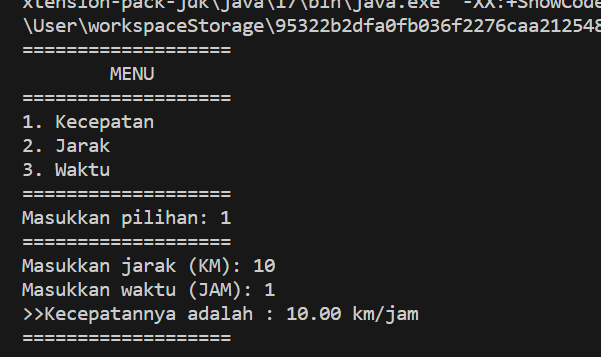 xtension-pack-jdk\java\17\bin\java.exe' '-XX:+ShowCode
\User\workspaceStorage\95322b2dfa0fb036f2276caa212548
===================
MENU
===================
1. Kecepatan
2. Jarak
3. Waktu
===================
Masukkan pilihan: 1
===================
Masukkan jarak (KM): 10
Masukkan waktu (JAM): 1
>>Kecepatannya adalah : 10.00 km/jam
===================